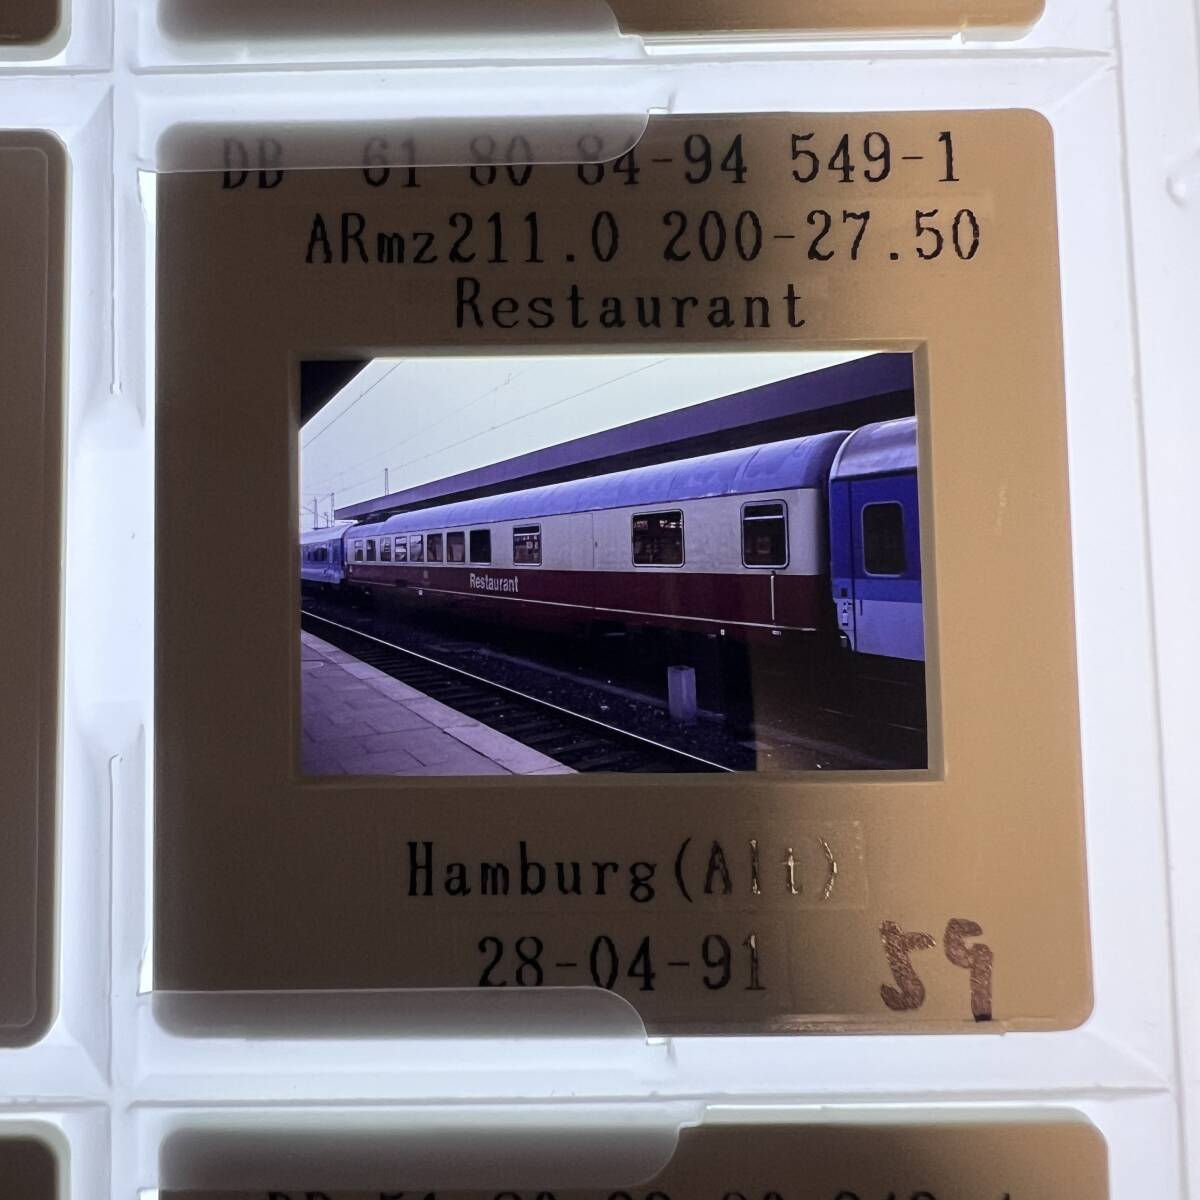 DB 61 80 84-94 549-1
ARmz211.0 200-27.50
Restaurant
Restaurant
Hamburg(Alt)
28-04-91
59